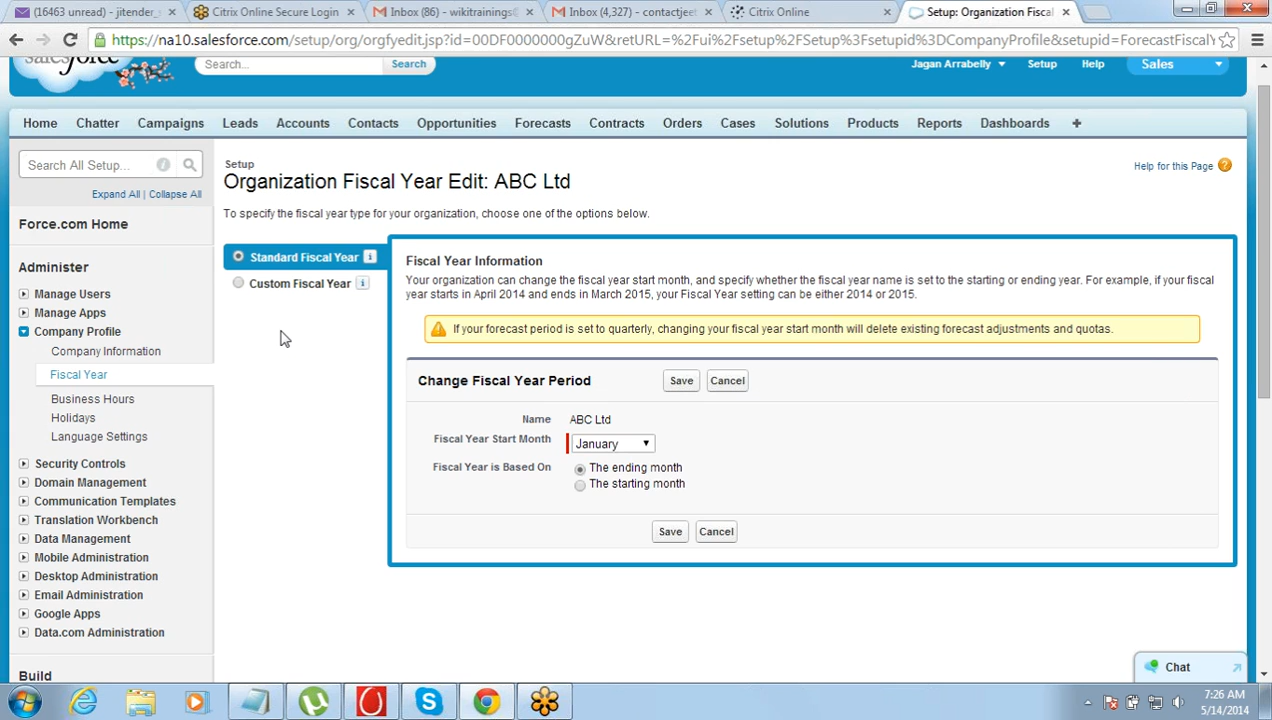 (16463 unread) - jitender_s
Citrix Online Secure Login
Inbox (86) - wikitrainings@
Inbox (4,327) - contactjeet
Citrix Online
Setup: Organization Fiscal
https://na10.salesforce.com/setup/org/orgfyedit.jsp?id=00DF0000000gZuW&retURL=%2Fui%2Fsetup%2FSetup%3Fsetupid%3DCompanyProfile&setupid=ForecastFiscalY
salesforce
Search...
Search
Jagan Arrabelly
Setup
Help
Sales
Home
Chatter
Campaigns
Leads
Accounts
Contacts
Opportunities
Forecasts
Contracts
Orders
Cases
Solutions
Products
Reports
Dashboards
+
Search All Setup...
Expand All | Collapse All
Force.com Home
Administer
Manage Users
Manage Apps
Company Profile
Company Information
Fiscal Year
Business Hours
Holidays
Language Settings
Security Controls
Domain Management
Communication Templates
Translation Workbench
Data Management
Mobile Administration
Desktop Administration
Email Administration
Google Apps
Data.com Administration
Build
Setup
Organization Fiscal Year Edit: ABC Ltd
Help for this Page
To specify the fiscal year type for your organization, choose one of the options below.
Standard Fiscal Year
Custom Fiscal Year
Fiscal Year Information
Your organization can change the fiscal year start month, and specify whether the fiscal year name is set to the starting or ending year. For example, if your fiscal
year starts in April 2014 and ends in March 2015, your Fiscal Year setting can be either 2014 or 2015.
If your forecast period is set to quarterly, changing your fiscal year start month will delete existing forecast adjustments and quotas.
Change Fiscal Year Period
Save
Cancel
Name ABC Ltd
Fiscal Year Start Month January
Fiscal Year is Based On The ending month
The starting month
Save
Cancel
Chat
7:26 AM
5/14/2014